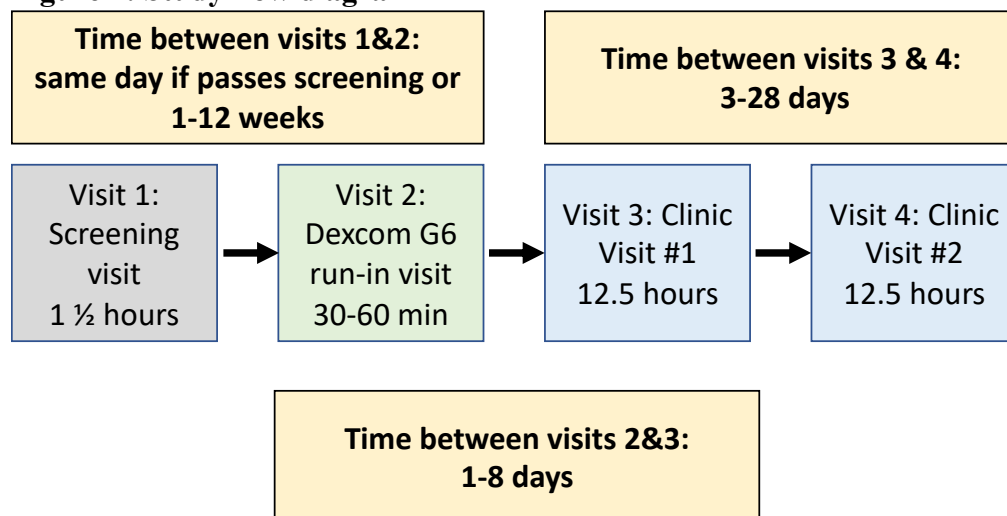 Time between visits 1&2:
same day if passes screening or
1-12 weeks
Time between visits 3 & 4:
3-28 days
Visit 1:
Screening
visit
1 ½ hours
Visit 2:
Dexcom G6
run-in visit
30-60 min
Visit 3: Clinic
Visit #1
12.5 hours
Visit 4: Clinic
Visit #2
12.5 hours
Time between visits 2&3:
1-8 days